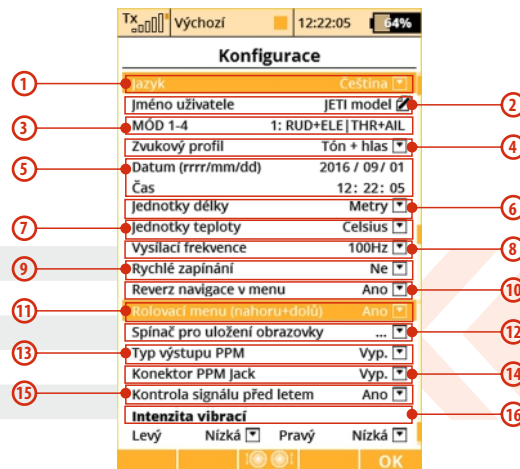 Tx Výchozí 12:22:05 64%
Konfigurace
1 Jazyk Čeština
Jméno uživatele JETI model 2
3 MÓD 1-4 1: RUD+ELE|THR+AIL
Zvukový profil Tón + hlas 4
5 Datum (rrrr/mm/dd) 2016 / 09/ 01
Čas 12: 22: 05
Jednotky délky Metry 6
7 Jednotky teploty Celsius
Vysílací frekvence 100Hz 8
9 Rychlé zapínání Ne
Reverz navigace v menu Ano 10
11 Rolovací menu (nahoru+dolů) Ano
Spínač pro uložení obrazovky ... 12
13 Typ výstupu PPM Vyp.
Konektor PPM Jack Vyp. 14
15 Kontrola signálu před letem Ano
Intenzita vibrací 16
Levý Nízká Pravý Nízká
OK